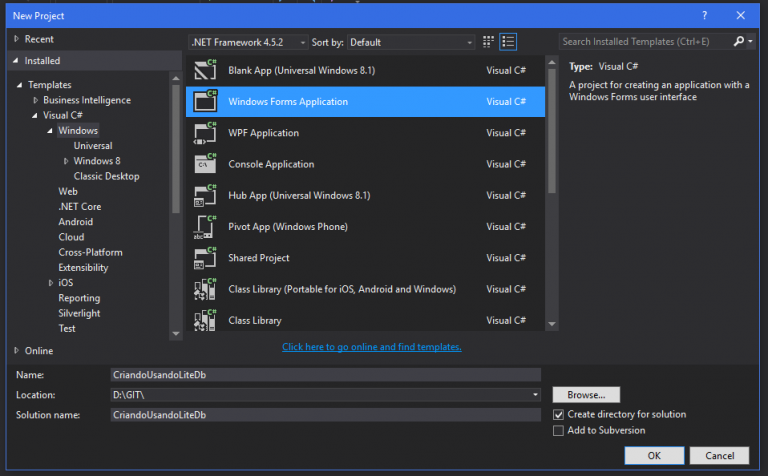 New Project
Recent
Installed
.NET Framework 4.5.2
Sort by:
Default
Search Installed Templates (Ctrl+E)
Templates
Business Intelligence
Visual C#
Windows
Universal
Windows 8
Classic Desktop
Web
.NET Core
Android
Cloud
Cross-Platform
Extensibility
iOS
Reporting
Silverlight
Test
Online
Blank App (Universal Windows 8.1) Visual C#
Windows Forms Application Visual C#
WPF Application Visual C#
Console Application Visual C#
Hub App (Universal Windows 8.1) Visual C#
Pivot App (Windows Phone) Visual C#
Shared Project Visual C#
Class Library (Portable for iOS, Android and Windows) Visual C#
Class Library Visual C#
Click here to go online and find templates.
Type: Visual C#
A project for creating an application with a
Windows Forms user interface
Name: CriandoUsandoLiteDb
Location: D:\GIT\
Browse...
Solution name: CriandoUsandoLiteDb
Create directory for solution
Add to Subversion
OK
Cancel